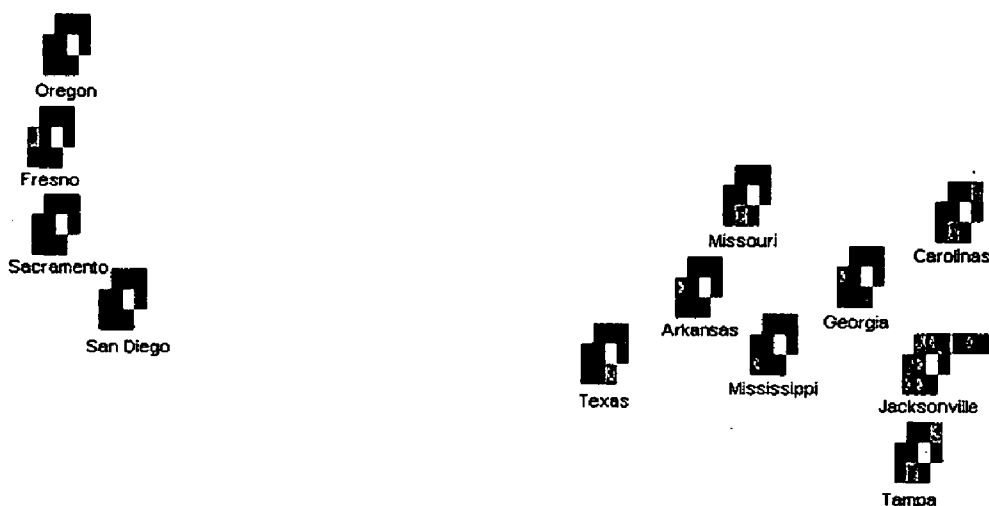 Oregon
Fresno
Sacramento
San Diego
Missouri
Carolinas
Arkansas
Georgia
Texas
Mississippi
Jacksonville
Tampa